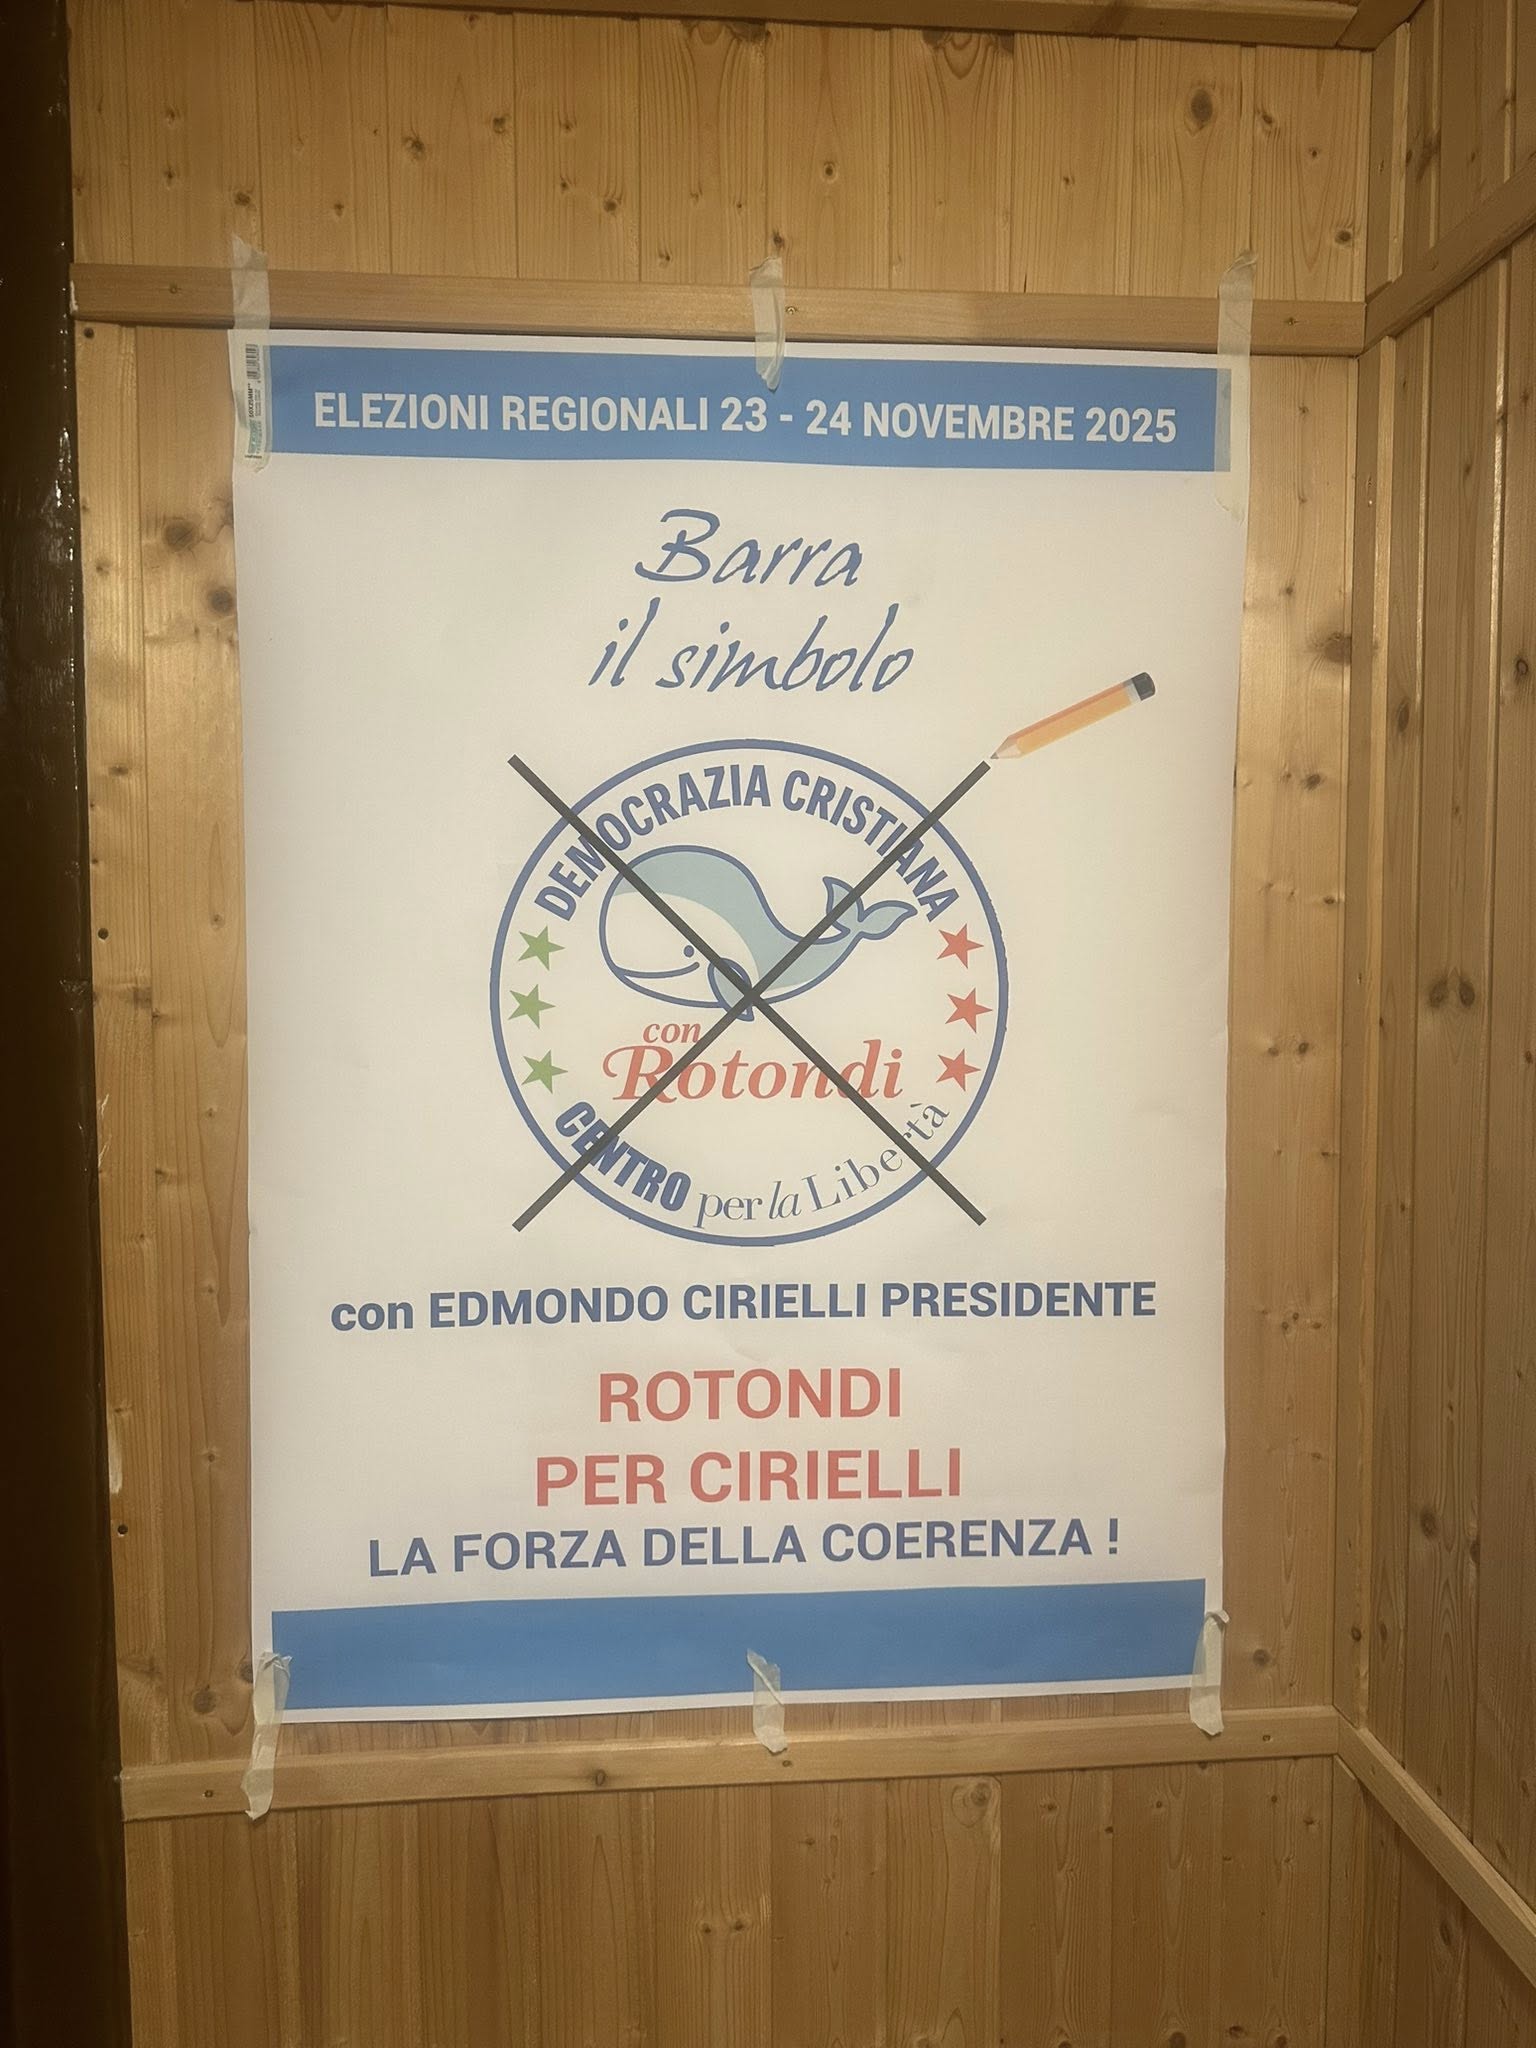 ELEZIONI REGIONALI 23 - 24 NOVEMBRE 2025
Barra
il simbolo
DEMOCRAZIA CRISTIANA
con
Rotondi
CENTRO per la Libertà
con EDMONDO CIRIELLI PRESIDENTE
ROTONDI
PER CIRIELLI
LA FORZA DELLA COERENZA !